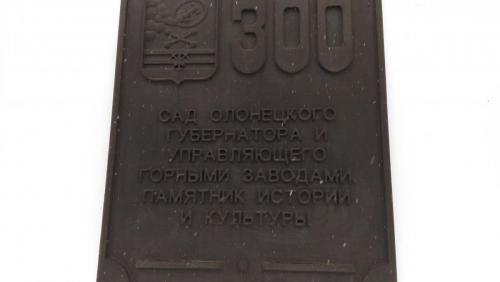 300
САД ОЛОНЕЦКОГО
ГУБЕРНАТОРА И
УПРАВЛЯЮЩЕГО
ГОРНЫМИ ЗАВОДАМИ.
ПАМЯТНИК ИСТОРИИ
И КУЛЬТУРЫ